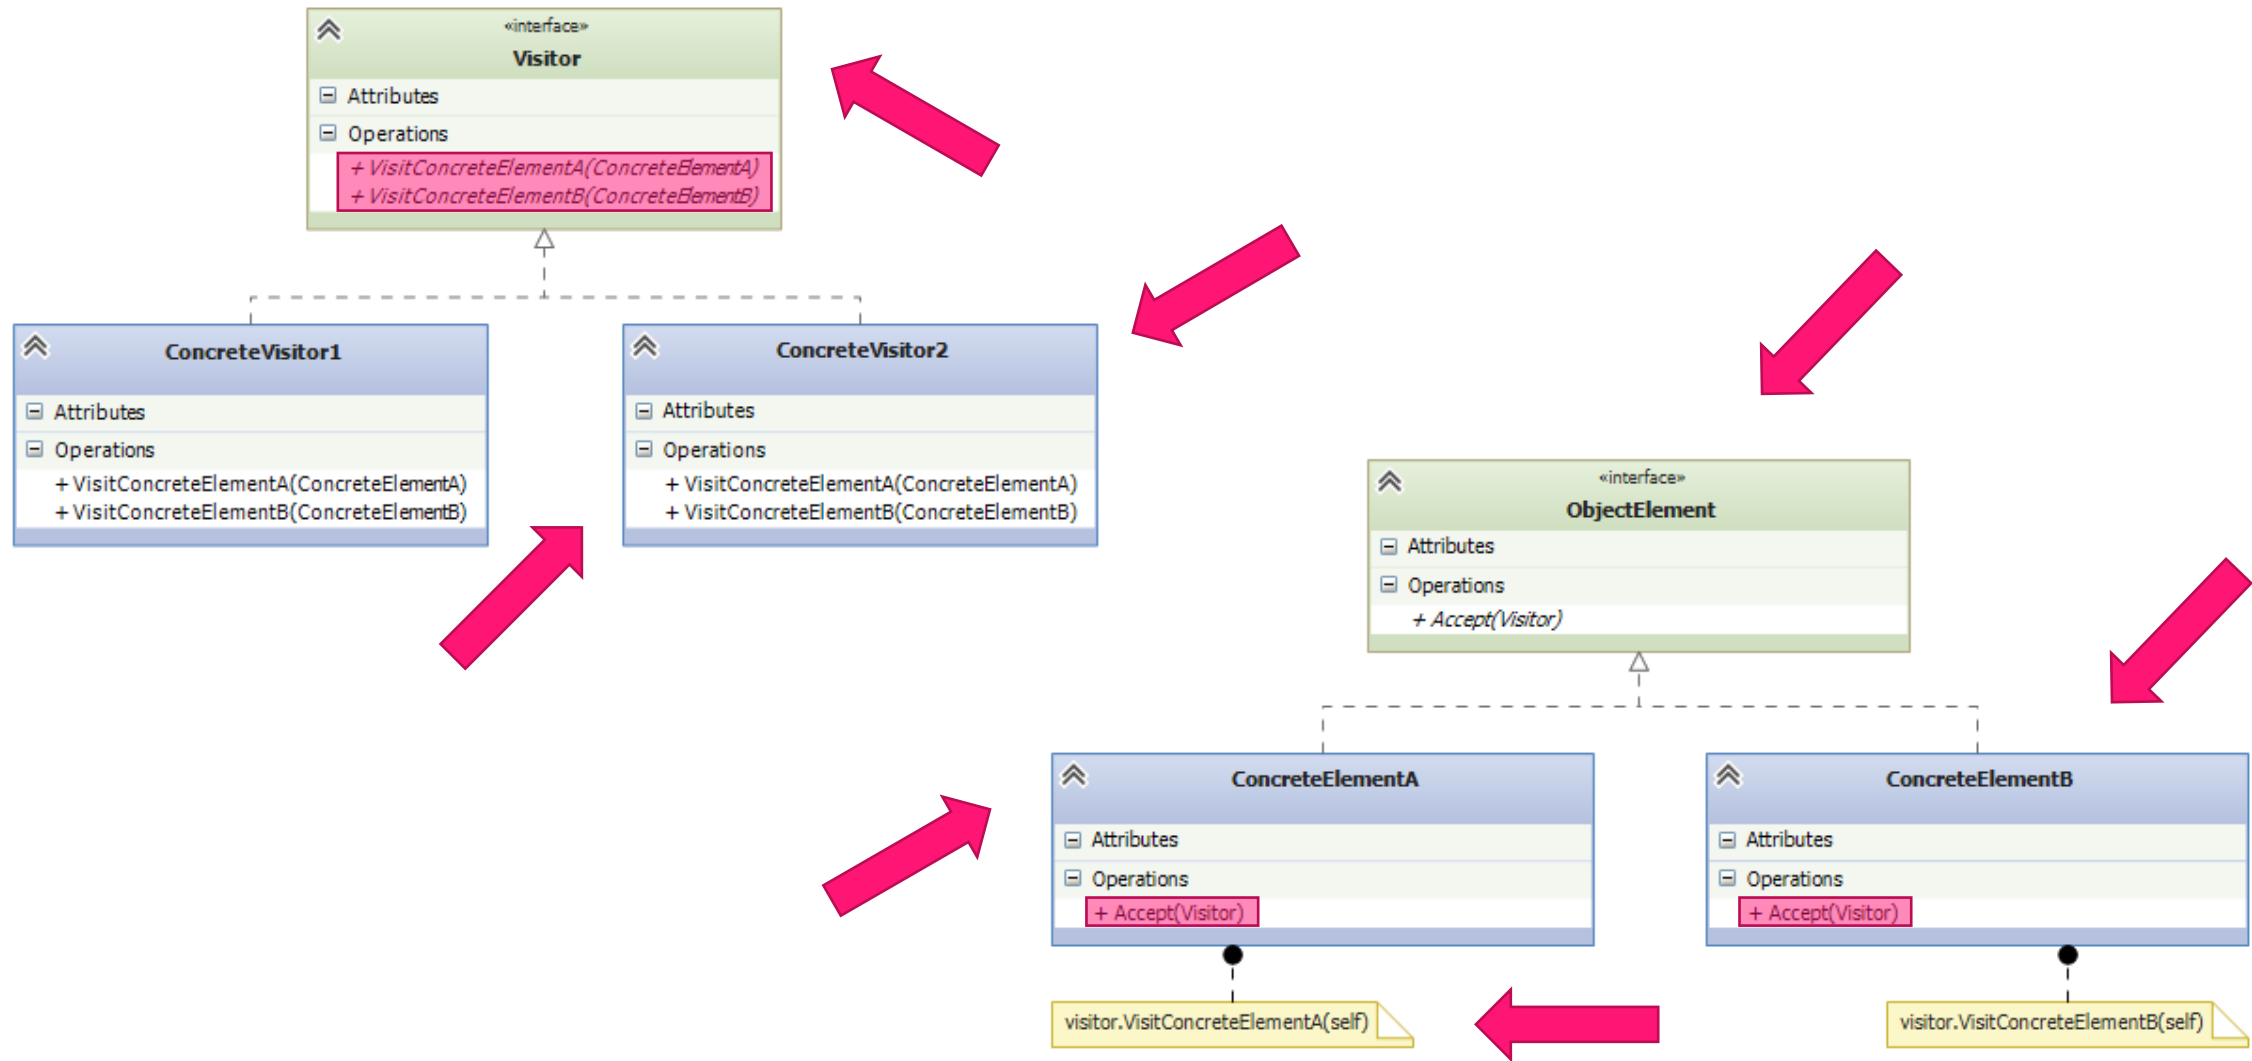 «interface»
Visitor
Attributes
Operations
+ VisitConcreteElementA(ConcreteElementA)
+ VisitConcreteElementB(ConcreteElementB)
ConcreteVisitor1
Attributes
Operations
+ VisitConcreteElementA(ConcreteElementA)
+ VisitConcreteElementB(ConcreteElementB)
ConcreteVisitor2
Attributes
Operations
+ VisitConcreteElementA(ConcreteElementA)
+ VisitConcreteElementB(ConcreteElementB)
«interface»
ObjectElement
Attributes
Operations
+ Accept(Visitor)
ConcreteElementA
Attributes
Operations
+ Accept(Visitor)
visitor.VisitConcreteElementA(self)
ConcreteElementB
Attributes
Operations
+ Accept(Visitor)
visitor.VisitConcreteElementB(self)